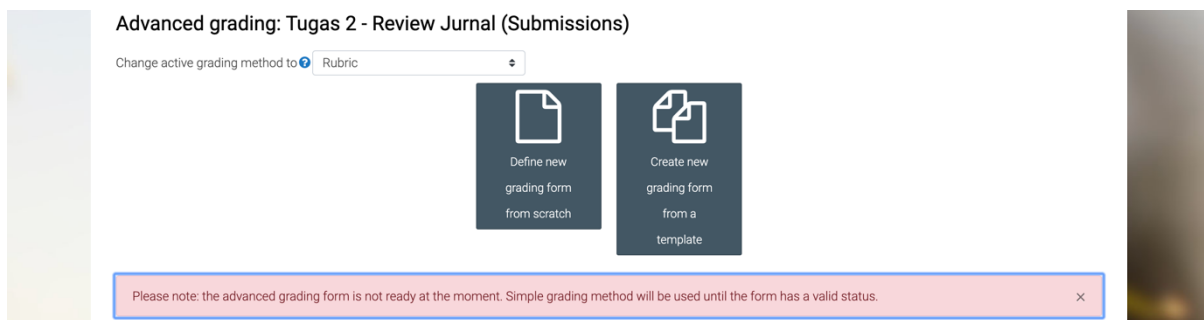 Advanced grading: Tugas 2 - Review Jurnal (Submissions)
Change active grading method to Rubric
Define new
grading form
from scratch
Create new
grading form
from a
template
Please note: the advanced grading form is not ready at the moment. Simple grading method will be used until the form has a valid status.